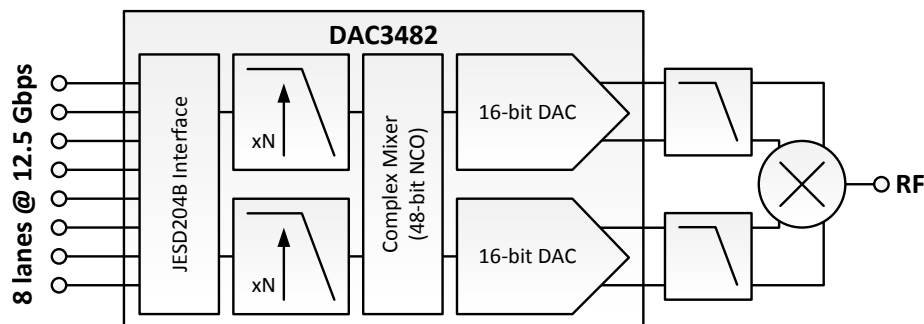 DAC3482
8 lanes @ 12.5 Gbps
JESD204B Interface
xN
xN
Complex Mixer
(48-bit NCO)
16-bit DAC
16-bit DAC
RF